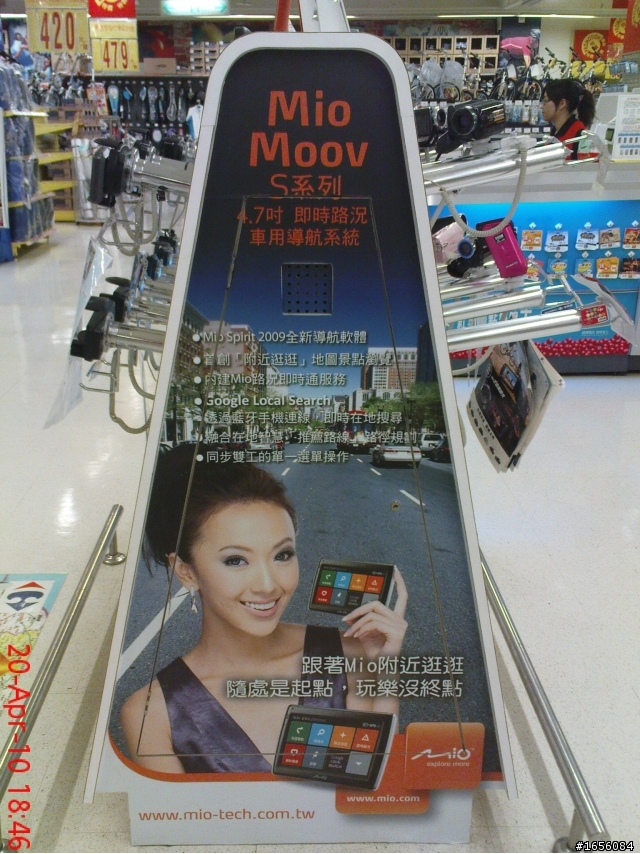 420
479
Mio
Moov
S系列
4.7吋 即時路況
車用導航系統
Mio Spirit 2009全新導航軟體
首創「附近逛逛」地圖景點瀏覽
內建Mio路況即時通服務
Google Local Search
透過藍牙手機連線 即時在地搜尋
融合在地智慧「推薦路線」路徑規劃
同步雙工的單一選單操作
跟著Mio附近逛逛
隨處是起點，玩樂沒終點
Mio
explore more
www.mio.com
www.mio-tech.com.tw
20-Apr-10 18:46
#1656084